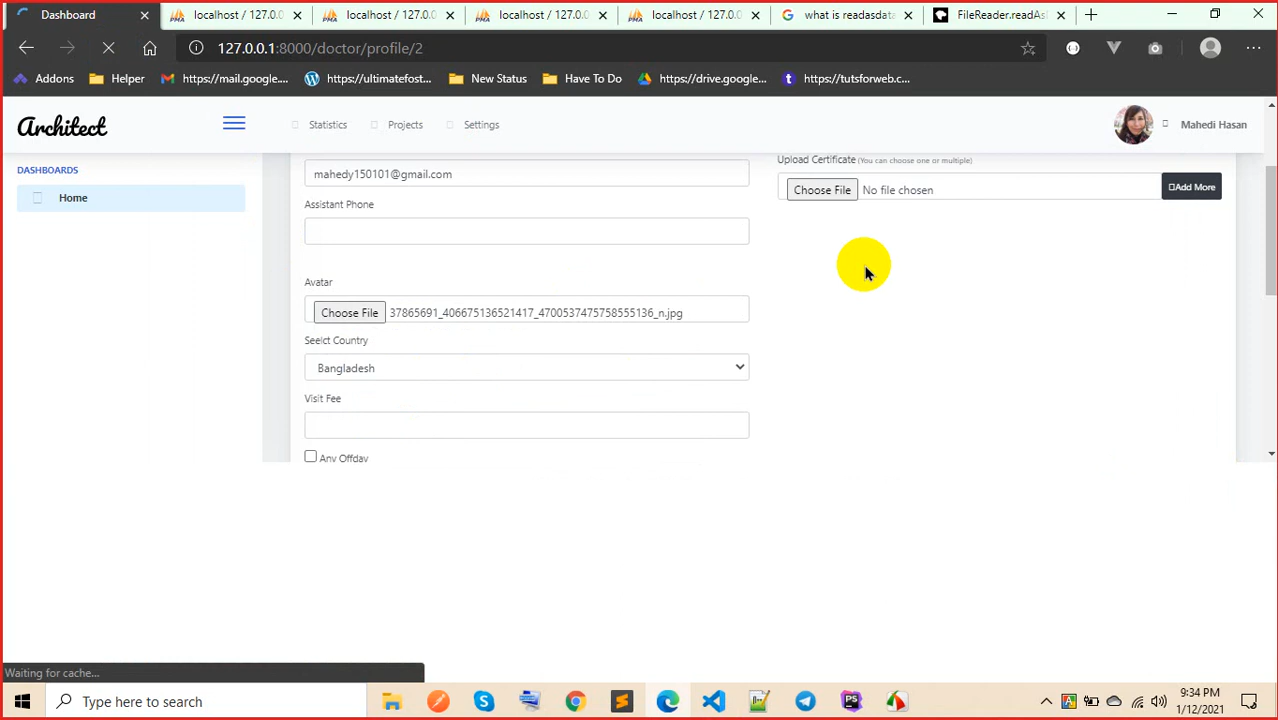 Dashboard
localhost / 127.0.0
localhost / 127.0.0
localhost / 127.0.0
localhost / 127.0.0
what is readasdata
FileReader.readAsl
127.0.0.1:8000/doctor/profile/2
Addons
Helper
https://mail.google....
https://ultimatefost...
New Status
Have To Do
https://drive.google...
https://tutsforweb.c...
Architect
Statistics
Projects
Settings
Mahedi Hasan
DASHBOARDS
Home
mahedy150101@gmail.com
Assistant Phone
Avatar
Choose File 37865691_406675136521417_4700537475758555136_n.jpg
Seelct Country
Bangladesh
Visit Fee
Any Offday
Upload Certificate (You can choose one or multiple)
Choose File No file chosen
Add More
Waiting for cache...
Type here to search
9:34 PM
1/12/2021